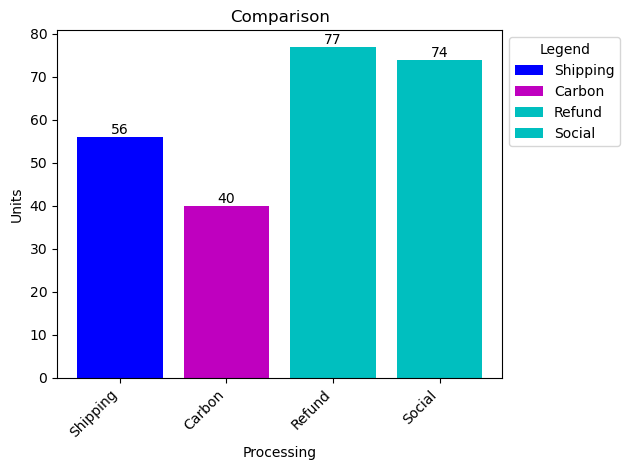 Comparison
80
70
60
50
40
30
20
10
0
Units
56
40
77
74
Shipping
Carbon
Refund
Social
Processing
Legend
Shipping
Carbon
Refund
Social